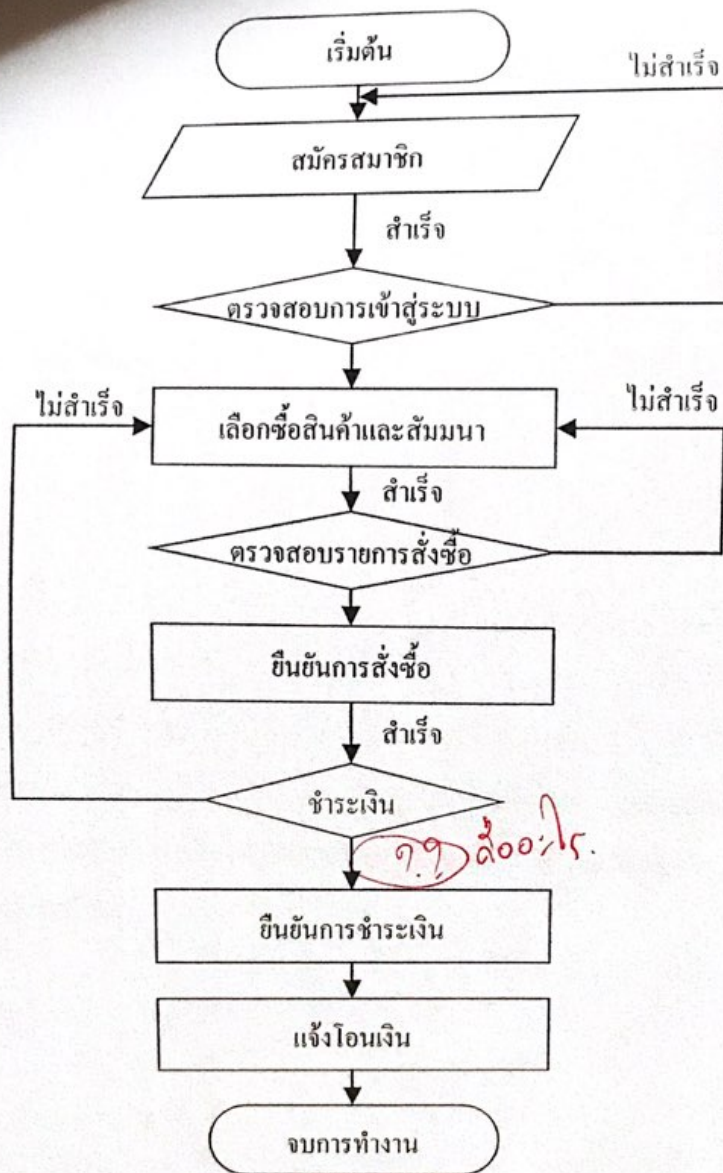 เริ่มต้น
ไม่สำเร็จ
สมัครสมาชิก
สำเร็จ
ตรวจสอบการเข้าสู่ระบบ
ไม่สำเร็จ
เลือกซื้อสินค้าและสัมมนา
ไม่สำเร็จ
สำเร็จ
ตรวจสอบรายการสั่งซื้อ
ยืนยันการสั่งซื้อ
สำเร็จ
ชำระเงิน
คืออะไร.
ยืนยันการชำระเงิน
แจ้งโอนเงิน
จบการทำงาน